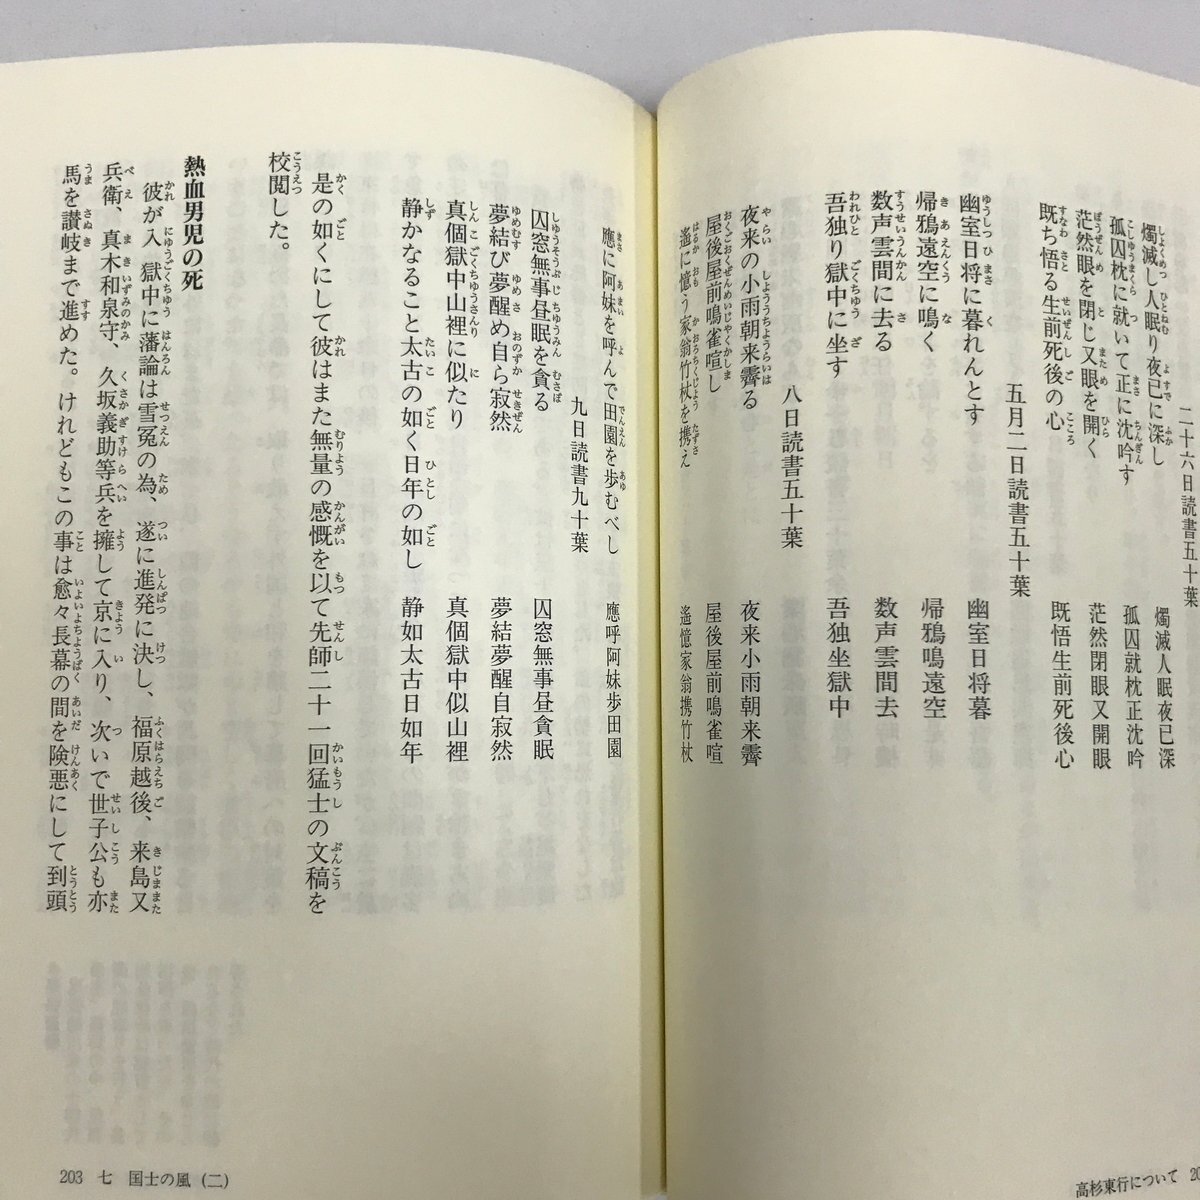 二十六日読書五十葉
燭滅し人眠り夜已に深し　燭滅人眠夜已深
孤囚枕に就いて正に沈吟す　孤囚就枕正沈吟
茫然眼を閉じ又眼を開く　茫然閉眼又開眼
既ち悟る生前死後の心　既悟生前死後心
五月二日読書五十葉
幽室日将に暮れんとす　幽室日将暮
帰鴉遠空に鳴く　帰鴉鳴遠空
数声雲間に去る　数声雲間去
吾独り獄中に坐す　吾独坐獄中
八日読書五十葉
夜来の小雨朝来霽る　夜来小雨朝来霽
屋後屋前鳴雀喧し　屋後屋前鳴雀喧
遙に憶う家翁竹杖を携え　遙憶家翁携竹杖
應に阿妹を呼んで田園を歩むべし　應呼阿妹歩田園
九日読書九十葉
囚窓無事昼眠を貪る　囚窓無事昼貪眠
夢結び夢醒め自ら寂然　夢結夢醒自寂然
真個獄中山裡に似たり　真個獄中似山裡
静かなること太古の如く日年の如し　静如太古日如年
是の如くにして彼はまた無量の感慨を以て先師二十一回猛士の文稿を
校閲した。
熱血男児の死
彼が入獄中に藩論は雪冤の為、遂に進発に決し、福原越後、来島又
兵衛、真木和泉守、久坂義助等兵を擁して京に入り、次いで世子公も亦
馬を讃岐まで進めた。けれどもこの事は愈々長幕の間を険悪にして到頭
高杉東行について
203　七　国士の風（二）